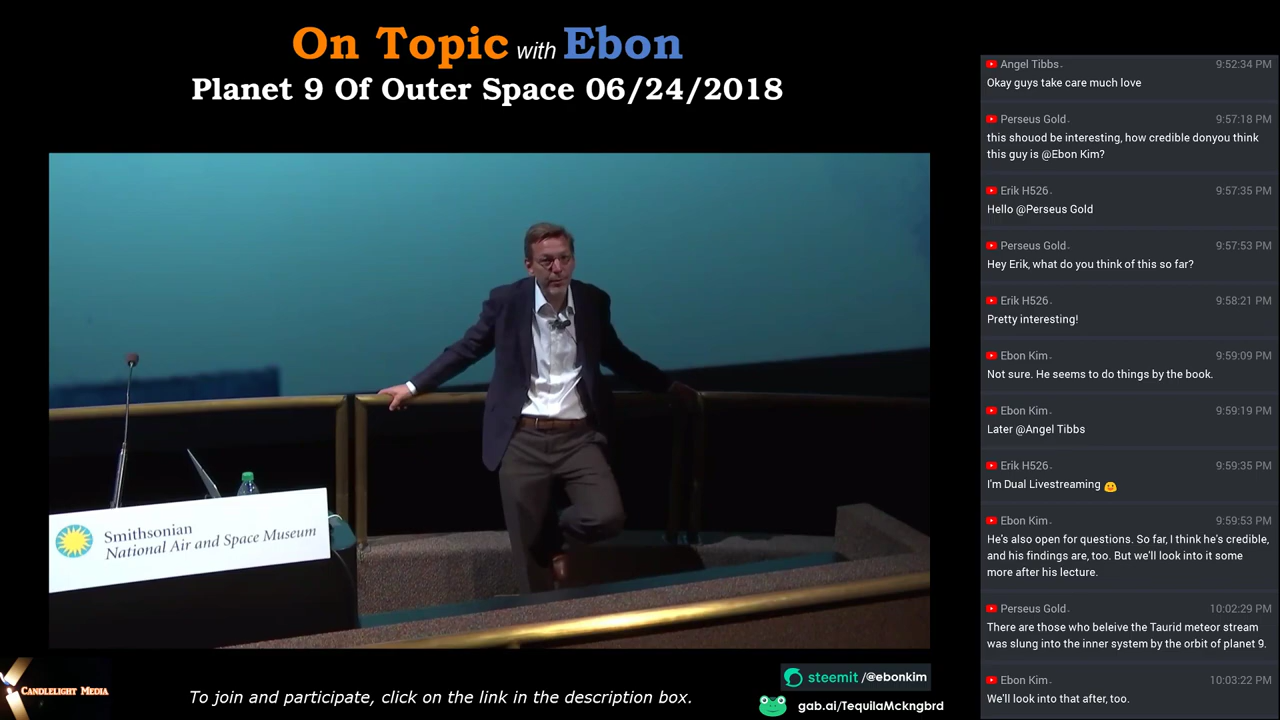 On Topic with Ebon
Planet 9 Of Outer Space 06/24/2018
Smithsonian
National Air and Space Museum
CANDLELIGHT MEDIA
To join and participate, click on the link in the description box.
steemit /@ebonkim
gab.ai/TequilaMckngbrd
Angel Tibbs 9:52:34 PM
Okay guys take care much love
Perseus Gold 9:57:18 PM
this shouod be interesting, how credible donyou think
this guy is @Ebon Kim?
Erik H526 9:57:35 PM
Hello @Perseus Gold
Perseus Gold 9:57:53 PM
Hey Erik, what do you think of this so far?
Erik H526 9:58:21 PM
Pretty interesting!
Ebon Kim 9:59:09 PM
Not sure. He seems to do things by the book.
Ebon Kim 9:59:19 PM
Later @Angel Tibbs
Erik H526 9:59:35 PM
I'm Dual Livestreaming
Ebon Kim 9:59:53 PM
He's also open for questions. So far, I think he's credible,
and his findings are, too. But we'll look into it some
more after his lecture.
Perseus Gold 10:02:29 PM
There are those who beleive the Taurid meteor stream
was slung into the inner system by the orbit of planet 9.
Ebon Kim 10:03:22 PM
We'll look into that after, too.